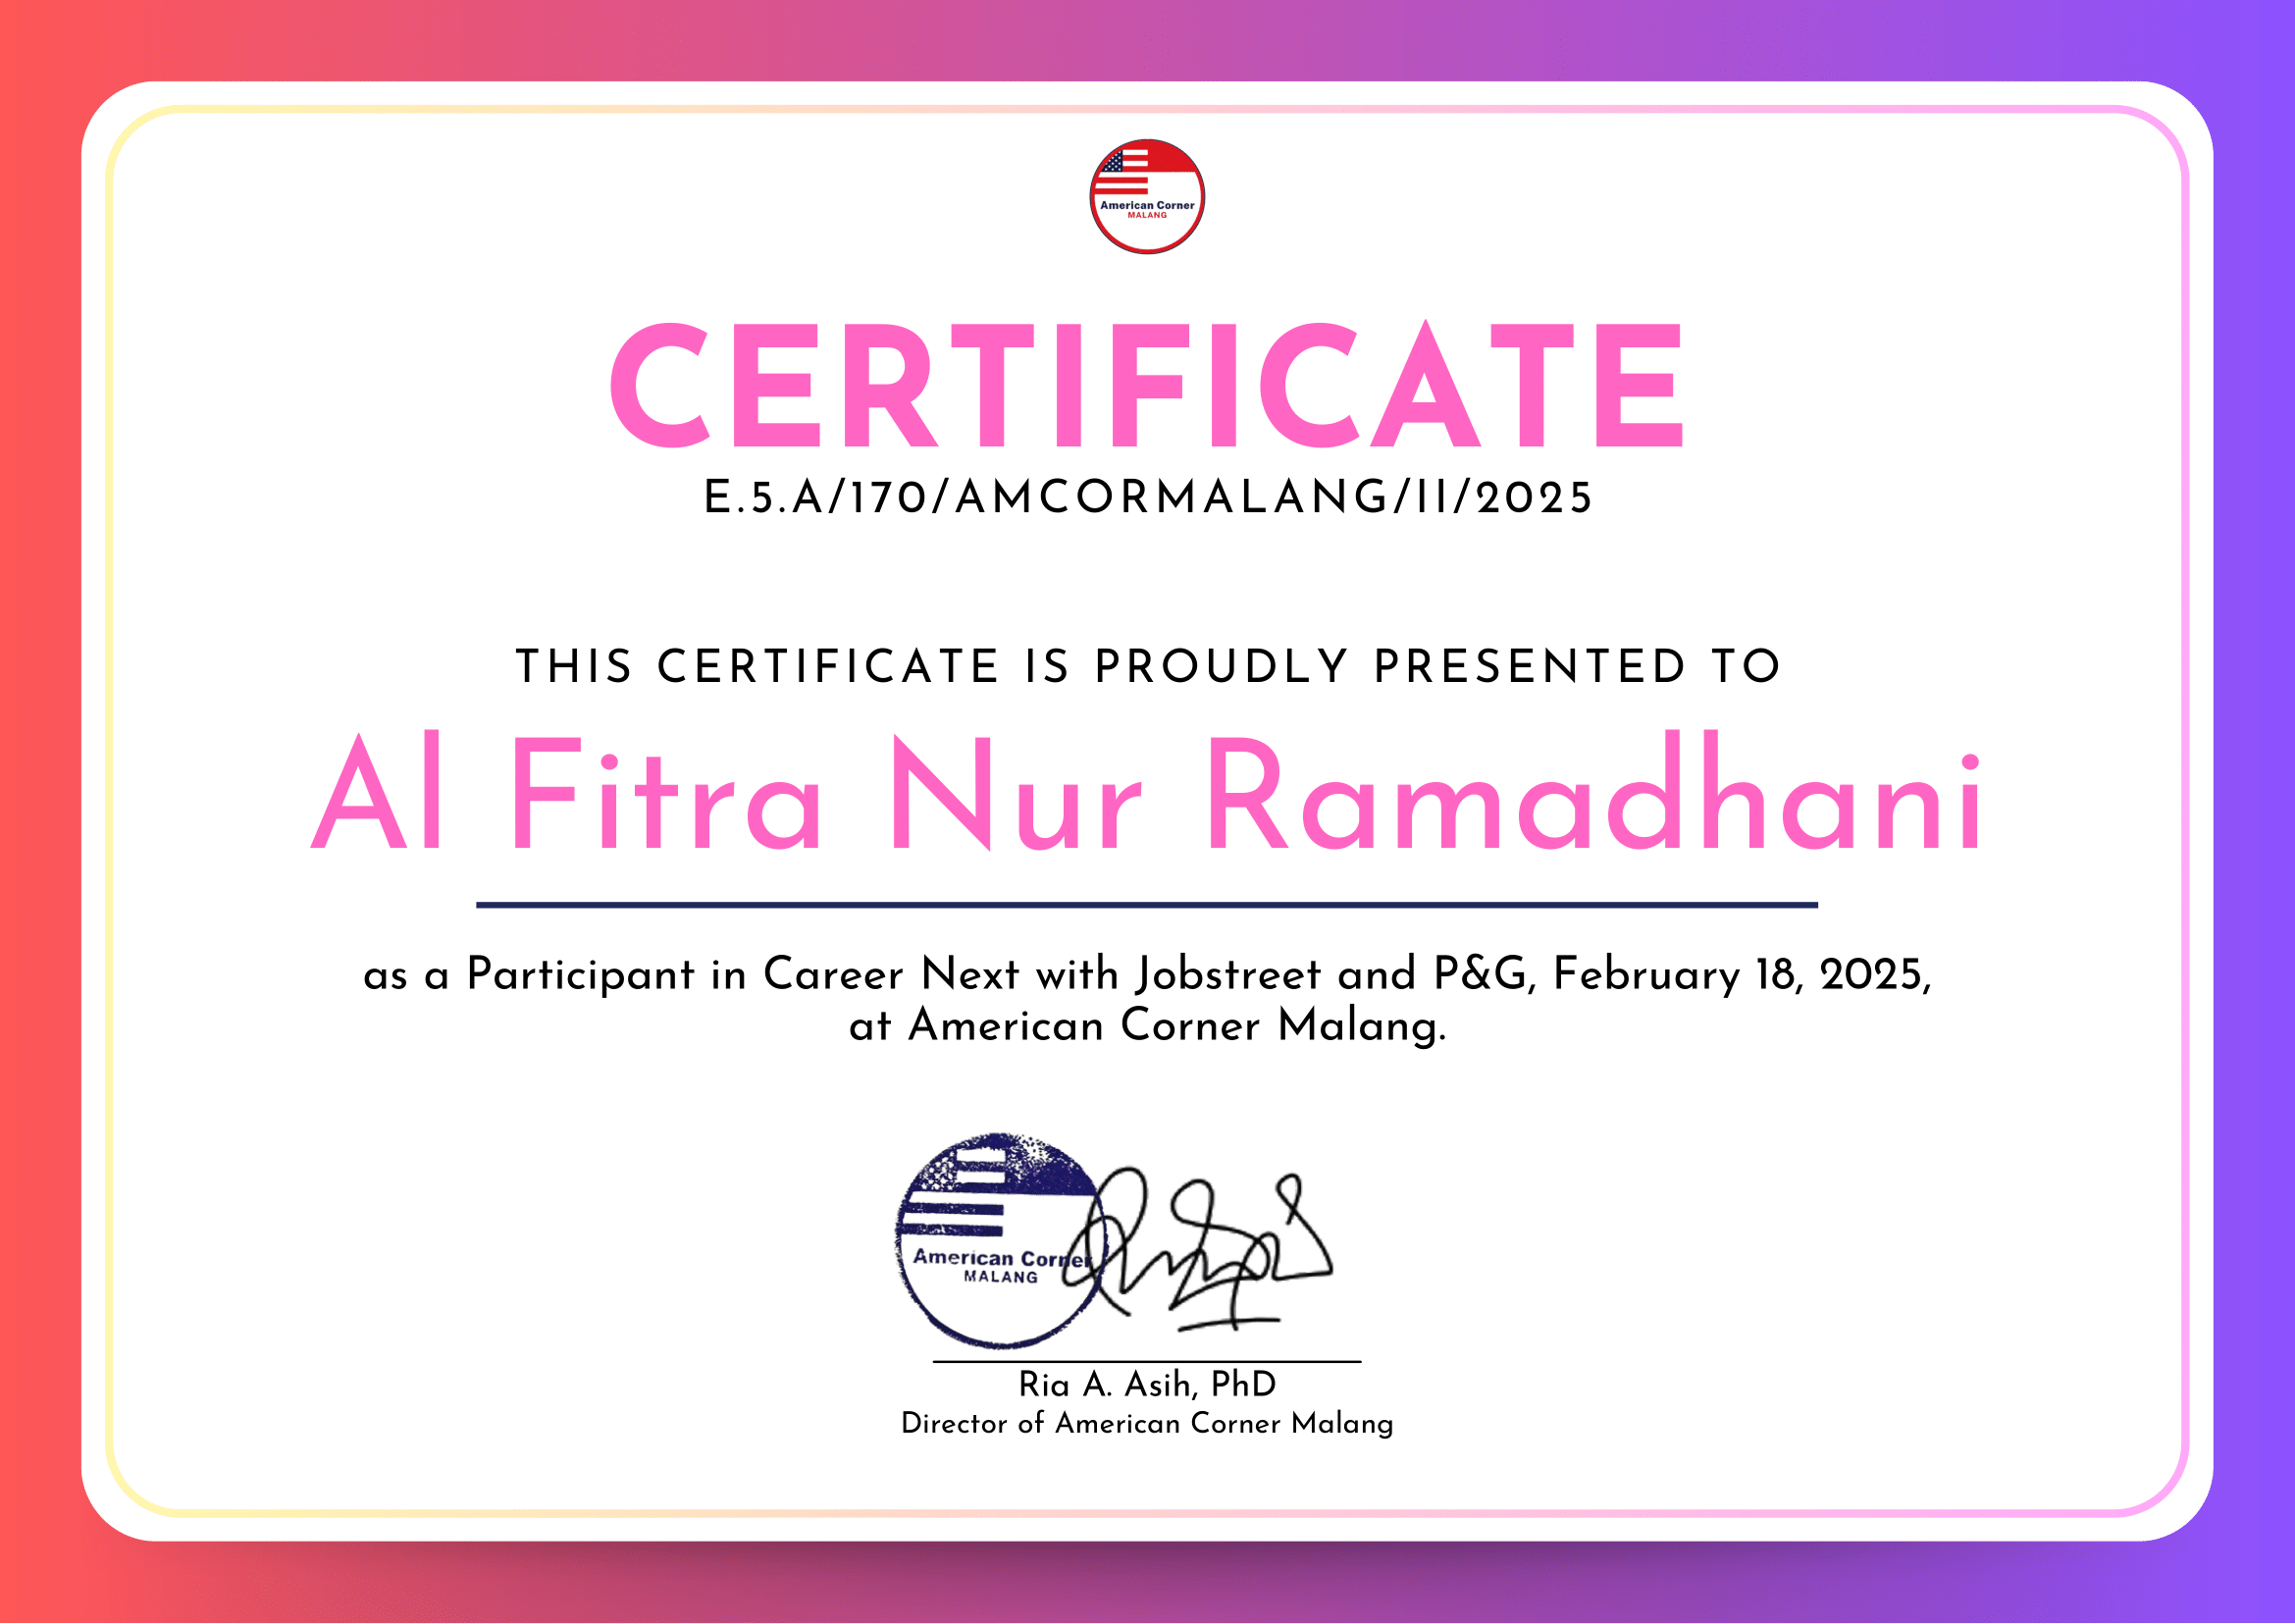 American Corner
MALANG
CERTIFICATE
E.5.A/170/AMCORMALANG/II/2025
THIS CERTIFICATE IS PROUDLY PRESENTED TO
Al Fitra Nur Ramadhani
as a Participant in Career Next with Jobstreet and P&G, February 18, 2025,
at American Corner Malang.
American Corner
MALANG
Ria A. Asih, PhD
Director of American Corner Malang